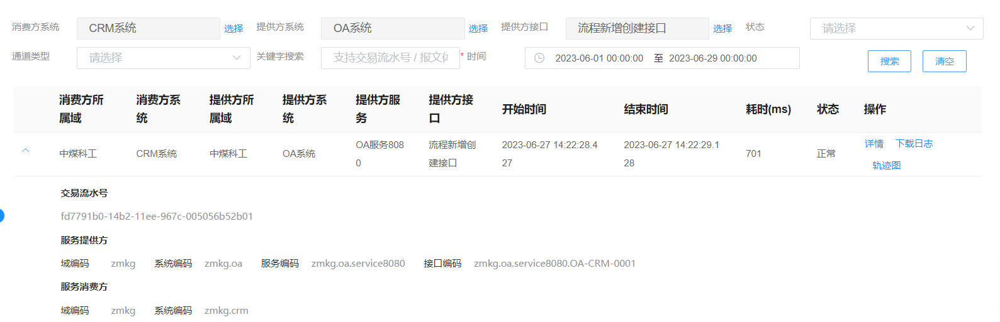 消费方系统 CRM系统 选择 提供方系统 OA系统 选择 提供方接口 流程新增创建接口 选择 状态 请选择
通道类型 请选择 关键字搜索 支持交易流水号 / 报文 * 时间 2023-06-01 00:00:00 至 2023-06-29 00:00:00 搜索 清空
消费方所 消费方系 提供方所 提供方系 提供方服 提供方接 开始时间 结束时间 耗时(ms) 状态 操作
属域 统 属域 统 务 口
中煤科工 CRM系统 中煤科工 OA系统 OA服务808 流程新增创 2023-06-27 14:22:28.4 2023-06-27 14:22:29.1 701 正常 详情 下载日志
0 建接口 27 28 轨迹图
交易流水号
fd7791b0-14b2-11ee-967c-005056b52b01
服务提供方
域编码 zmkg 系统编码 zmkg.oa 服务编码 zmkg.oa.service8080 接口编码 zmkg.oa.service8080.OA-CRM-0001
服务消费方
域编码 zmkg 系统编码 zmkg.crm